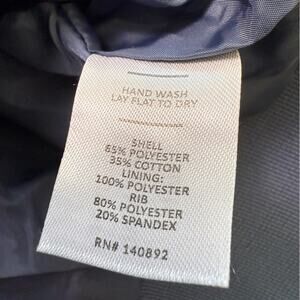 HAND WASH
LAY FLAT TO DRY
SHELL
65% POLYESTER
35% COTTON
LINING:
100% POLYESTER
RIB
80% POLYESTER
20% SPANDEX
RN# 140892